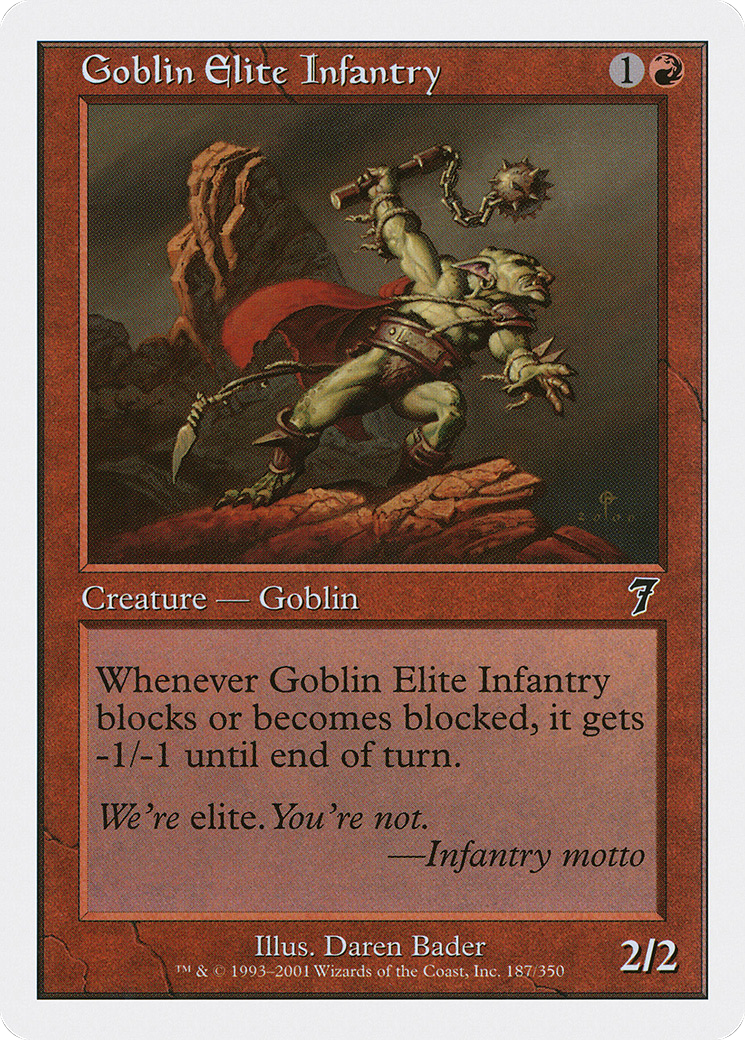 Goblin Elite Infantry 1
2000
Creature — Goblin 7
Whenever Goblin Elite Infantry
blocks or becomes blocked, it gets
-1/-1 until end of turn.
We're elite. You're not.
—Infantry motto
Illus. Daren Bader
™ & © 1993–2001 Wizards of the Coast, Inc. 187/350
2/2